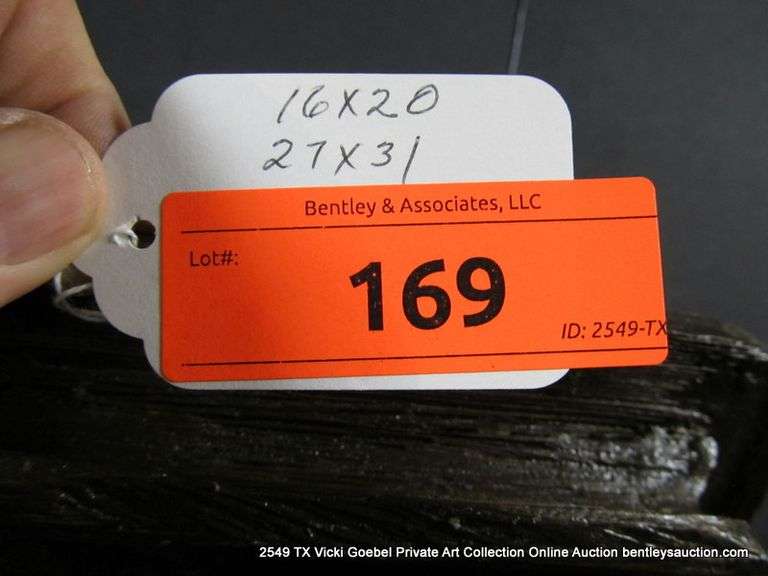 16x20
27x31
Bentley & Associates, LLC
Lot#:
169
ID: 2549-TX
2549 TX Vicki Goebel Private Art Collection Online Auction bentleysauction.com